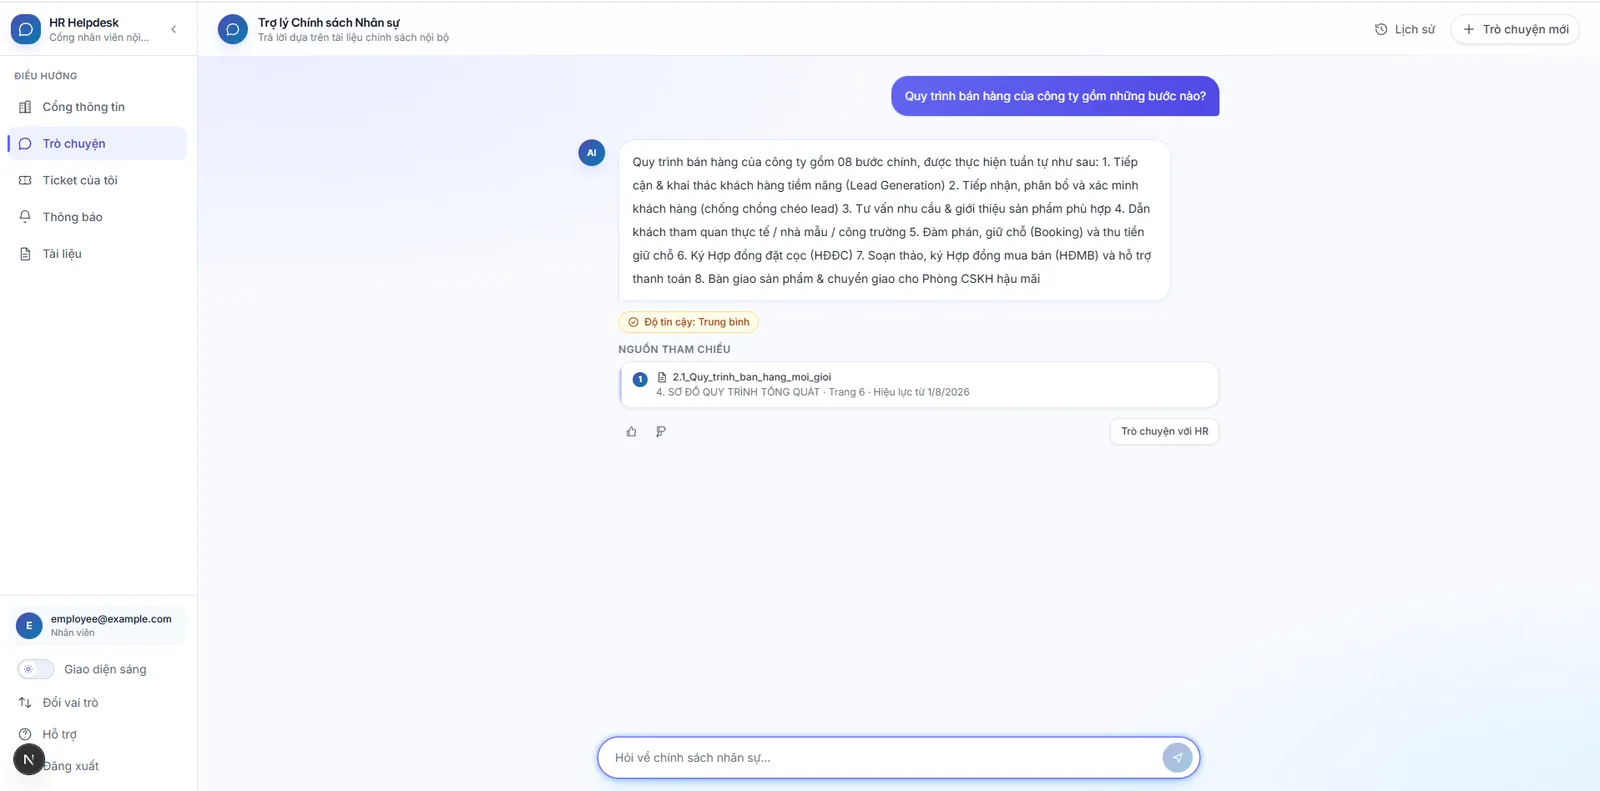 HR Helpdesk
Cổng nhân viên nội...
ĐIỀU HƯỚNG
Cổng thông tin
Trò chuyện
Ticket của tôi
Thông báo
Tài liệu
E
employee@example.com
Nhân viên
Giao diện sáng
Đổi vai trò
Hỗ trợ
N
Đăng xuất
Trợ lý Chính sách Nhân sự
Trả lời dựa trên tài liệu chính sách nội bộ
Lịch sử
Trò chuyện mới
Quy trình bán hàng của công ty gồm những bước nào?
AI
Quy trình bán hàng của công ty gồm 08 bước chính, được thực hiện tuần tự như sau: 1. Tiếp
cận & khai thác khách hàng tiềm năng (Lead Generation) 2. Tiếp nhận, phân bổ và xác minh
khách hàng (chống chồng chéo lead) 3. Tư vấn nhu cầu & giới thiệu sản phẩm phù hợp 4. Dẫn
khách tham quan thực tế / nhà mẫu / công trường 5. Đàm phán, giữ chỗ (Booking) và thu tiền
giữ chỗ 6. Ký Hợp đồng đặt cọc (HĐĐC) 7. Soạn thảo, ký Hợp đồng mua bán (HĐMB) và hỗ trợ
thanh toán 8. Bàn giao sản phẩm & chuyển giao cho Phòng CSKH hậu mãi
Độ tin cậy: Trung bình
NGUỒN THAM CHIẾU
1
2.1_Quy_trinh_ban_hang_moi_gioi
4. SƠ ĐỒ QUY TRÌNH TỔNG QUÁT · Trang 6 · Hiệu lực từ 1/8/2026
Trò chuyện với HR
Hỏi về chính sách nhân sự...